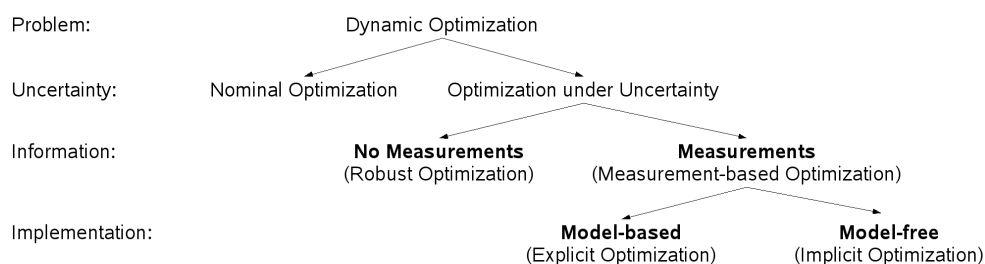 Problem: Dynamic Optimization
Uncertainty: Nominal Optimization Optimization under Uncertainty
Information: No Measurements Measurements
(Robust Optimization) (Measurement-based Optimization)
Implementation: Model-based Model-free
(Explicit Optimization) (Implicit Optimization)